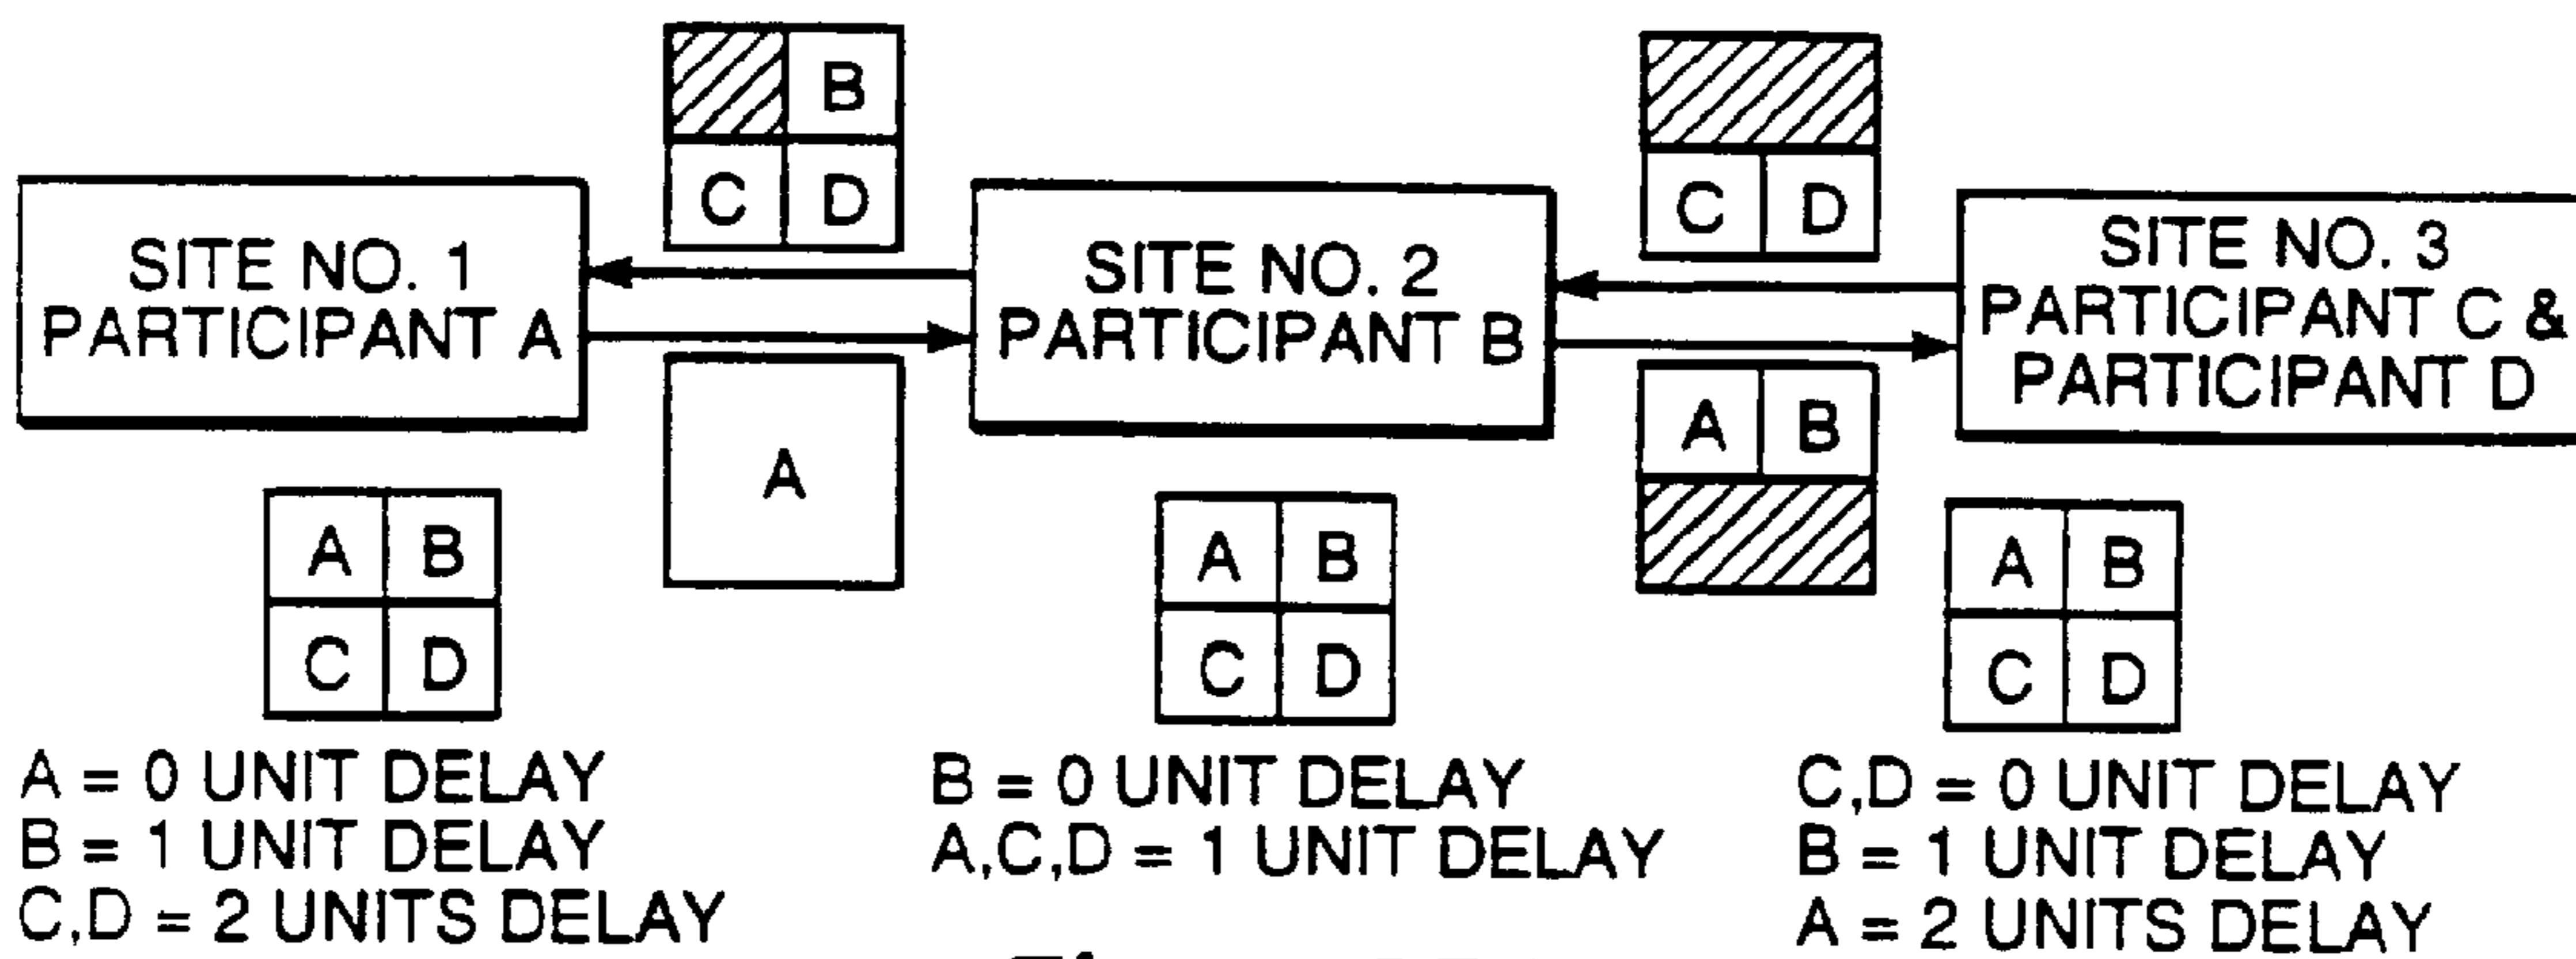 B
C D
C D
SITE NO. 1
PARTICIPANT A
SITE NO. 2
PARTICIPANT B
SITE NO. 3
PARTICIPANT C &
PARTICIPANT D
A
A B
A B
C D
A B
C D
A B
C D
A = 0 UNIT DELAY
B = 1 UNIT DELAY
C,D = 2 UNITS DELAY
B = 0 UNIT DELAY
A,C,D = 1 UNIT DELAY
C,D = 0 UNIT DELAY
B = 1 UNIT DELAY
A = 2 UNITS DELAY